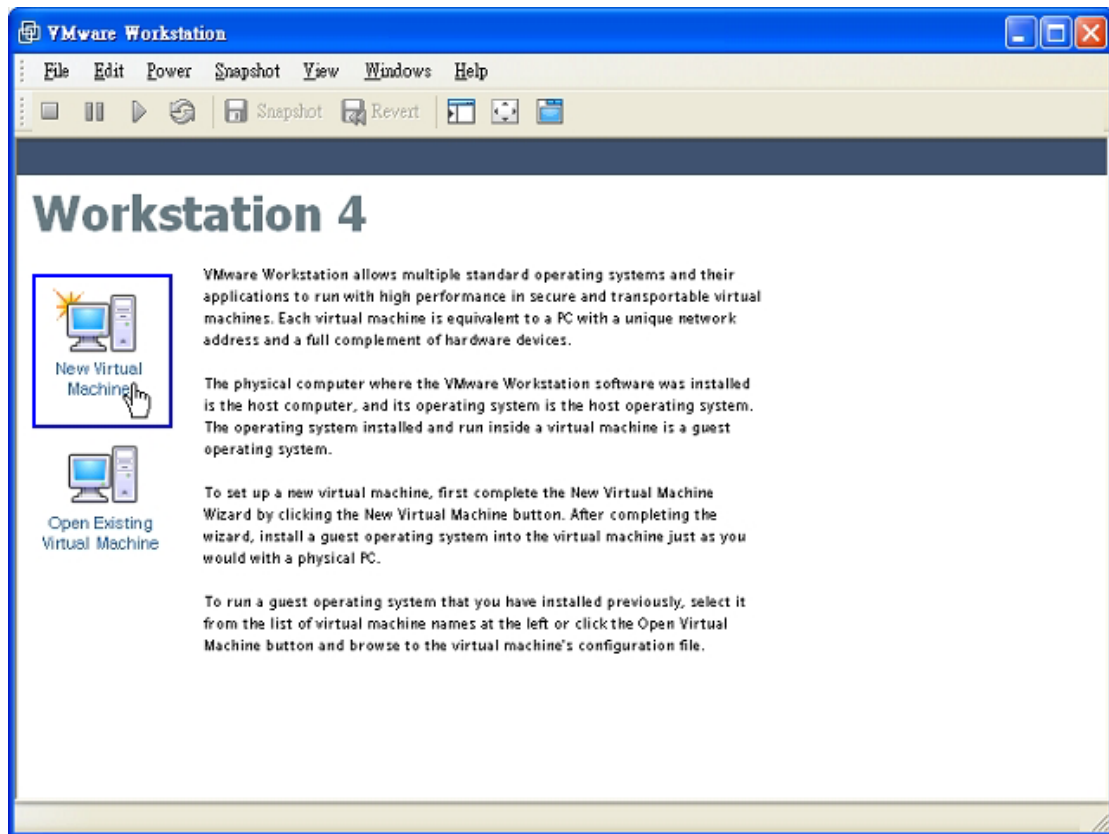 VMware Workstation
File Edit Power Snapshot View Windows Help
Snapshot Revert
Workstation 4
New Virtual
Machine
Open Existing
Virtual Machine
VMware Workstation allows multiple standard operating systems and their
applications to run with high performance in secure and transportable virtual
machines. Each virtual machine is equivalent to a PC with a unique network
address and a full complement of hardware devices.
The physical computer where the VMware Workstation software was installed
is the host computer, and its operating system is the host operating system.
The operating system installed and run inside a virtual machine is a guest
operating system.
To set up a new virtual machine, first complete the New Virtual Machine
Wizard by clicking the New Virtual Machine button. After completing the
wizard, install a guest operating system into the virtual machine just as you
would with a physical PC.
To run a guest operating system that you have installed previously, select it
from the list of virtual machine names at the left or click the Open Virtual
Machine button and browse to the virtual machine's configuration file.